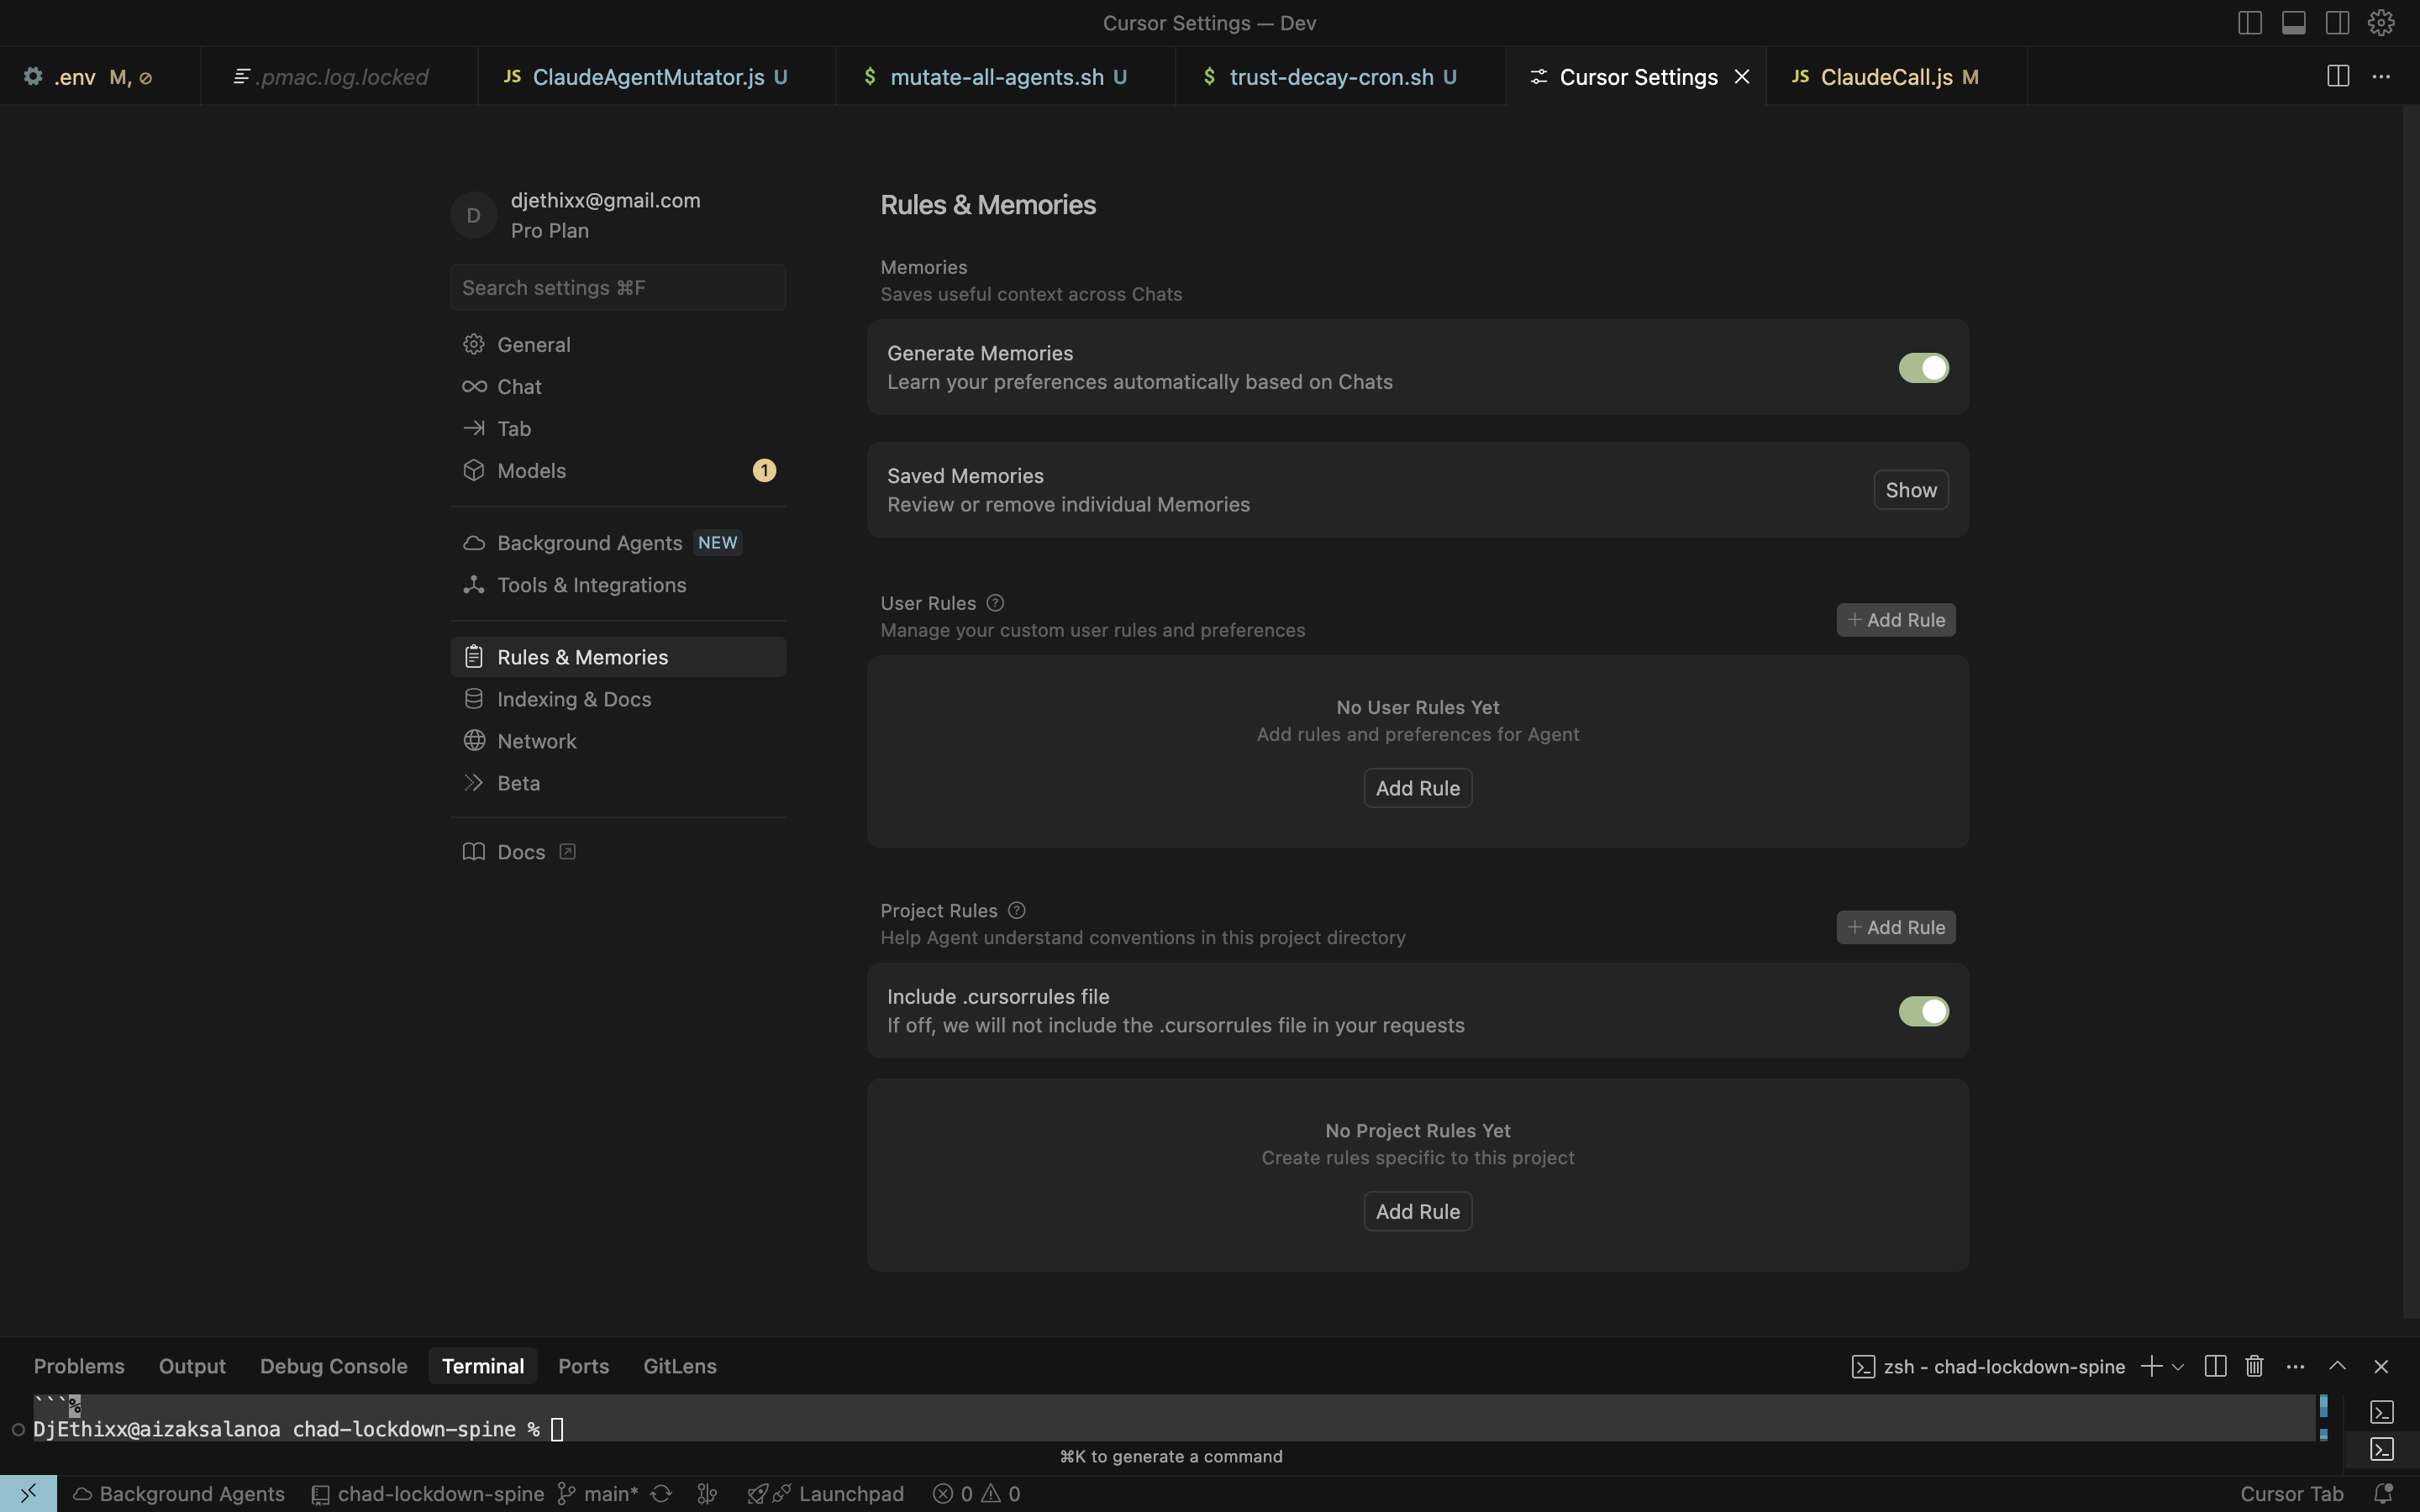 Cursor Settings — Dev
.env M,
.pmac.log.locked
JS ClaudeAgentMutator.js U
$ mutate-all-agents.sh U
$ trust-decay-cron.sh U
Cursor Settings
JS ClaudeCall.js M
D
djethixx@gmail.com
Pro Plan
Search settings ⌘F
General
Chat
Tab
Models 1
Background Agents NEW
Tools & Integrations
Rules & Memories
Indexing & Docs
Network
Beta
Docs
Rules & Memories
Memories
Saves useful context across Chats
Generate Memories
Learn your preferences automatically based on Chats
Saved Memories
Review or remove individual Memories
Show
User Rules
Manage your custom user rules and preferences
+ Add Rule
No User Rules Yet
Add rules and preferences for Agent
Add Rule
Project Rules
Help Agent understand conventions in this project directory
+ Add Rule
Include .cursorrules file
If off, we will not include the .cursorrules file in your requests
No Project Rules Yet
Create rules specific to this project
Add Rule
Problems Output Debug Console Terminal Ports GitLens
zsh - chad-lockdown-spine
```%
DjEthixx@aizaksalanoa chad-lockdown-spine %
⌘K to generate a command
Background Agents chad-lockdown-spine main* Launchpad 0 0 Cursor Tab